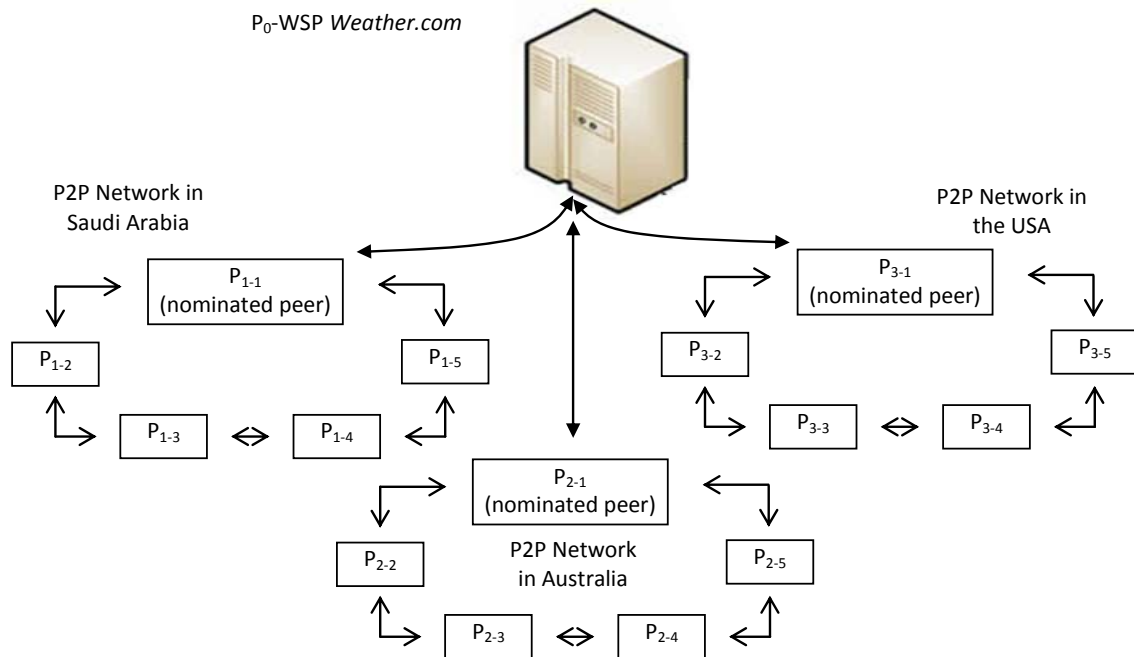 P₀-WSP Weather.com
P2P Network in
Saudi Arabia
P2P Network in
the USA
P₁₋₁
(nominated peer)
P₃₋₁
(nominated peer)
P₁₋₂
P₁₋₅
P₃₋₂
P₃₋₅
P₁₋₃
P₁₋₄
P₃₋₃
P₃₋₄
P₂₋₁
(nominated peer)
P2P Network
in Australia
P₂₋₂
P₂₋₅
P₂₋₃
P₂₋₄